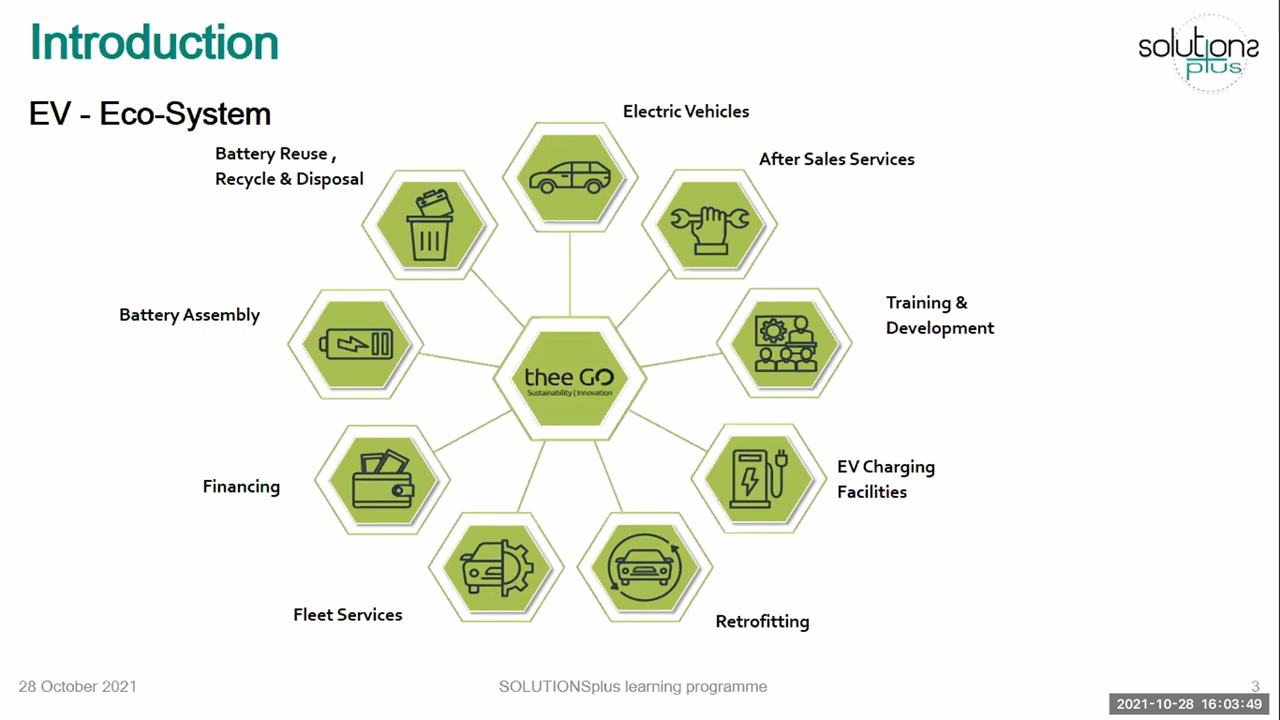 Introduction
solutions
plus
EV - Eco-System
Electric Vehicles
After Sales Services
Training &
Development
EV Charging
Facilities
Retrofitting
Fleet Services
Financing
Battery Assembly
Battery Reuse ,
Recycle & Disposal
thee GO
Sustainability | Innovation
28 October 2021
SOLUTIONSplus learning programme
3
2021-10-28 16:03:49